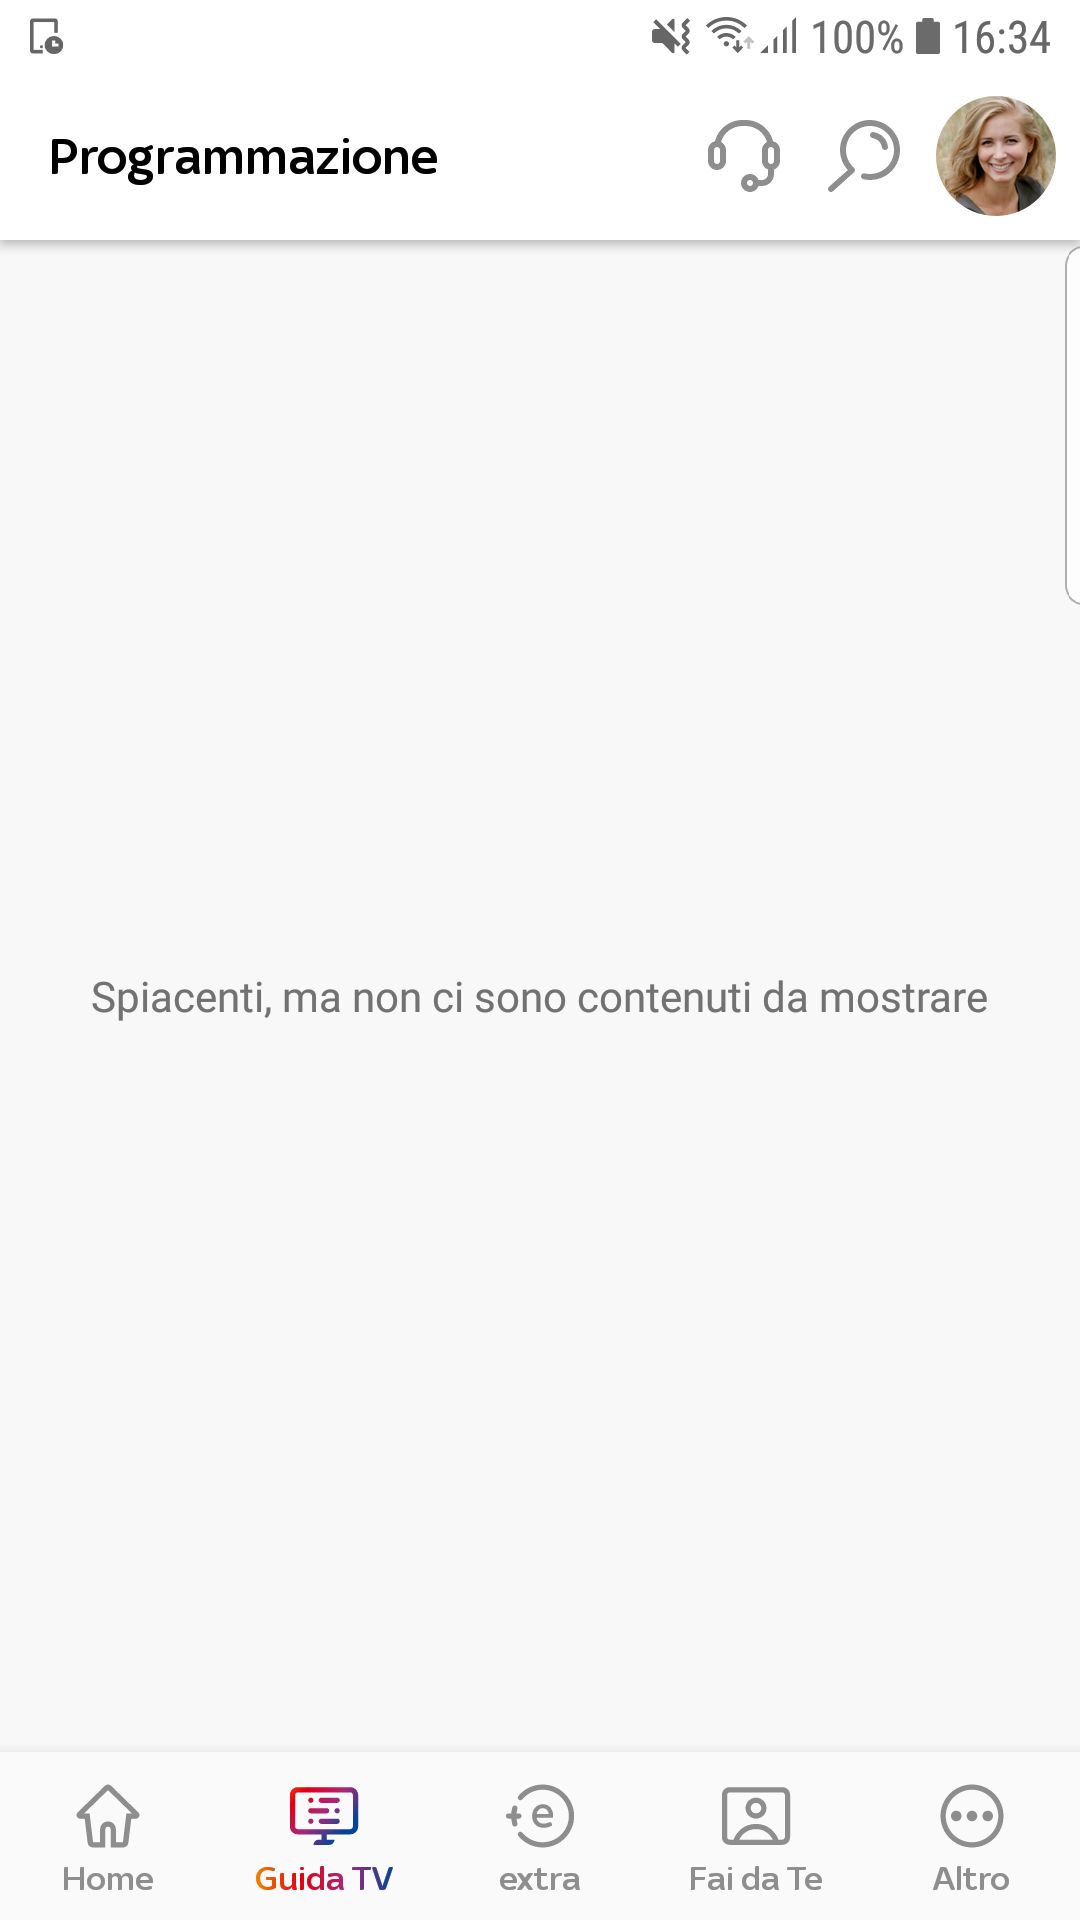 100% 16:34
Programmazione
Spiacenti, ma non ci sono contenuti da mostrare
Home Guida TV extra Fai da Te Altro